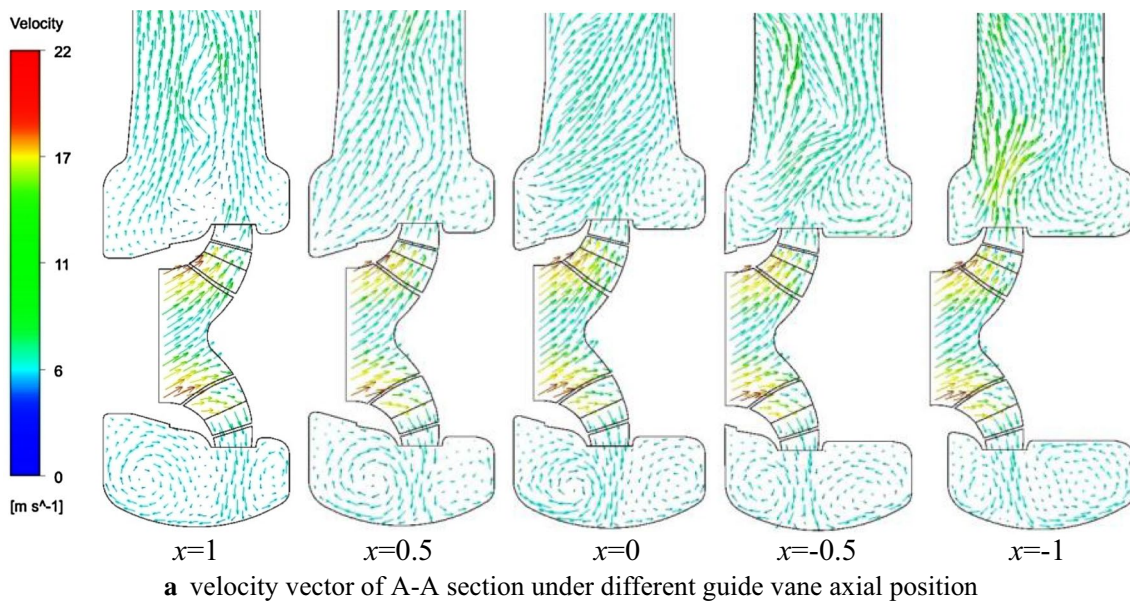 Velocity
22
17
11
6
0
[m s^-1]
x=1 x=0.5 x=0 x=-0.5 x=-1
a velocity vector of A-A section under different guide vane axial position